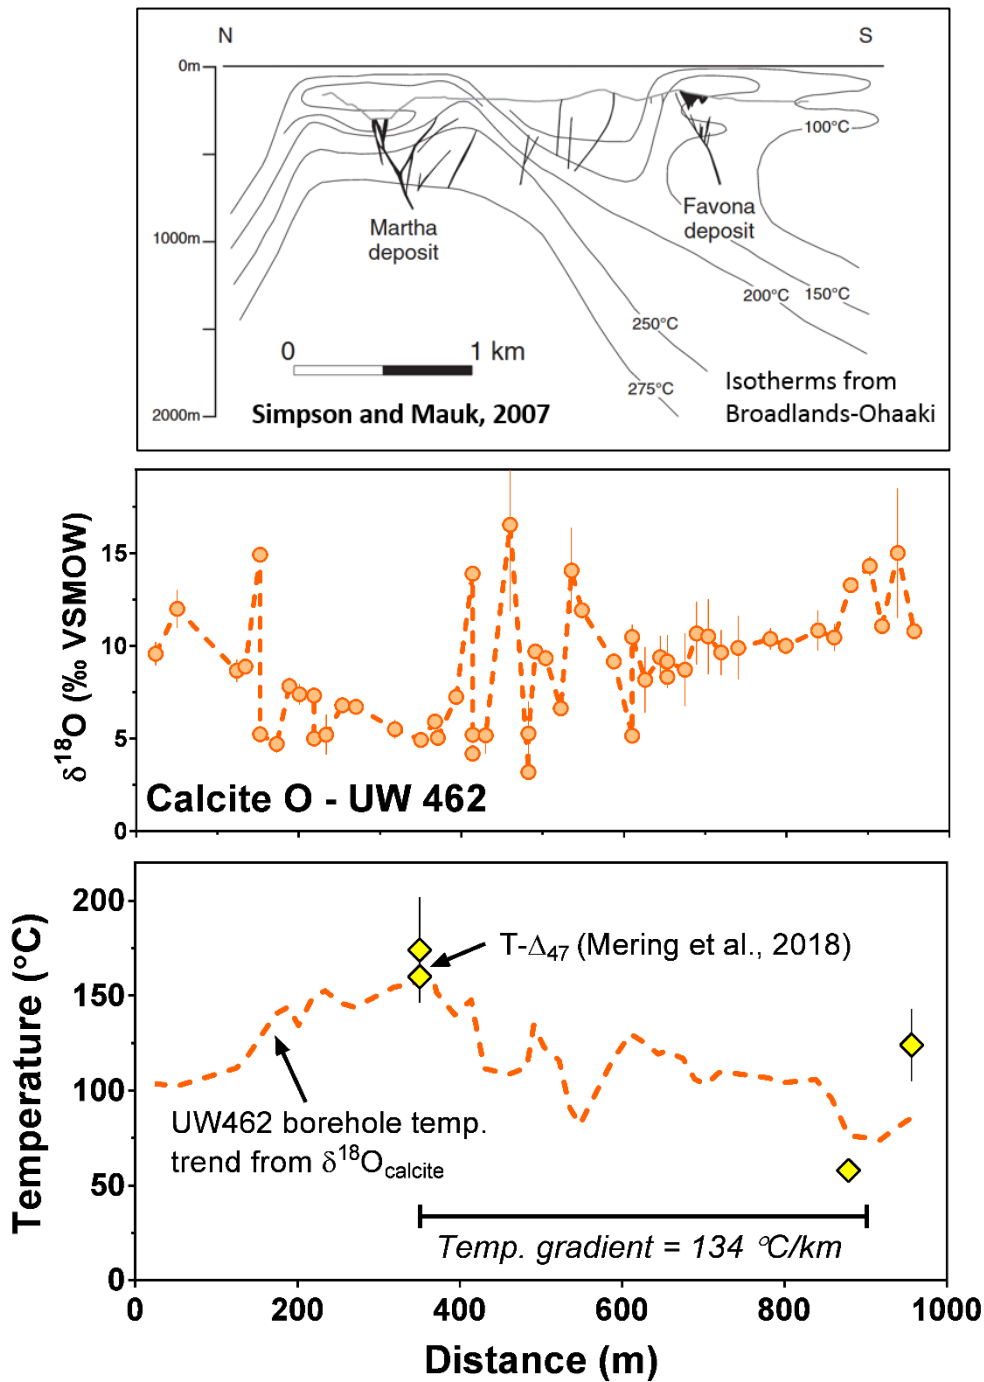 N
S
0m
100°C
Martha
deposit
Favona
deposit
1000m
200°C
150°C
250°C
0
1 km
275°C
Isotherms from
Broadlands-Ohaaki
2000m
Simpson and Mauk, 2007
δ¹⁸O (‰ VSMOW)
15
10
5
0
Calcite O - UW 462
Temperature (°C)
200
150
100
50
0
T-Δ₄₇ (Mering et al., 2018)
UW462 borehole temp.
trend from δ¹⁸O calcite
Temp. gradient = 134 °C/km
0
200
400
600
800
1000
Distance (m)